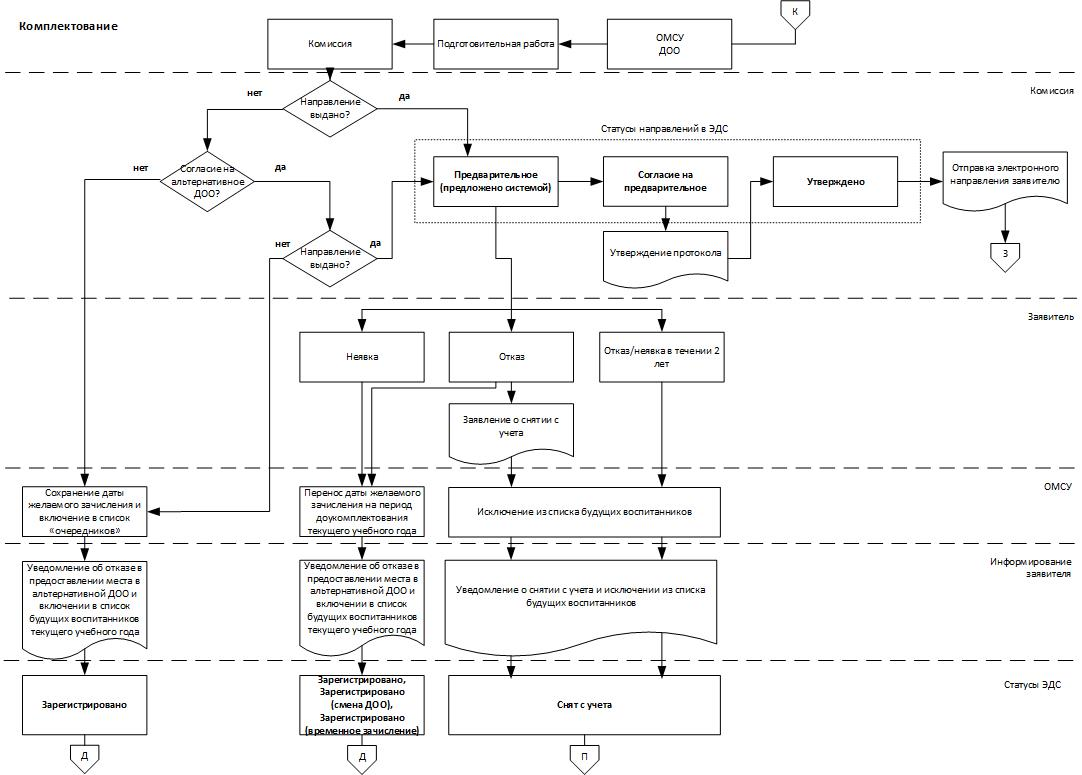 Комплектование
К
Комиссия
Подготовительная работа
ОМСУ
ДОО
Комиссия
нет
Направление
выдано?
да
Статусы направлений в ЭДС
нет
Согласие на
альтернативное
ДОО?
да
Предварительное
(предложено системой)
Согласие на
предварительное
Утверждено
Отправка электронного
направления заявителю
нет
Направление
выдано?
да
Утверждение протокола
З
Заявитель
Неявка
Отказ
Отказ/неявка в течении 2
лет
Заявление о снятии с
учета
ОМСУ
Сохранение даты
желаемого зачисления и
включение в список
«очередников»
Перенос даты желаемого
зачисления на период
доукомплектования
текущего учебного года
Исключение из списка будущих воспитанников
Информирование
заявителя
Уведомление об отказе в
предоставлении места в
альтернативной ДОО и
включении в список
будущих воспитанников
текущего учебного года
Уведомление об отказе в
предоставлении места в
альтернативной ДОО и
включении в список
будущих воспитанников
текущего учебного года
Уведомление о снятии с учета и исключении из списка
будущих воспитанников
Статусы ЭДС
Зарегистрировано
Зарегистрировано,
Зарегистрировано
(смена ДОО),
Зарегистрировано
(временное зачисление)
Снят с учета
Д
Д
П